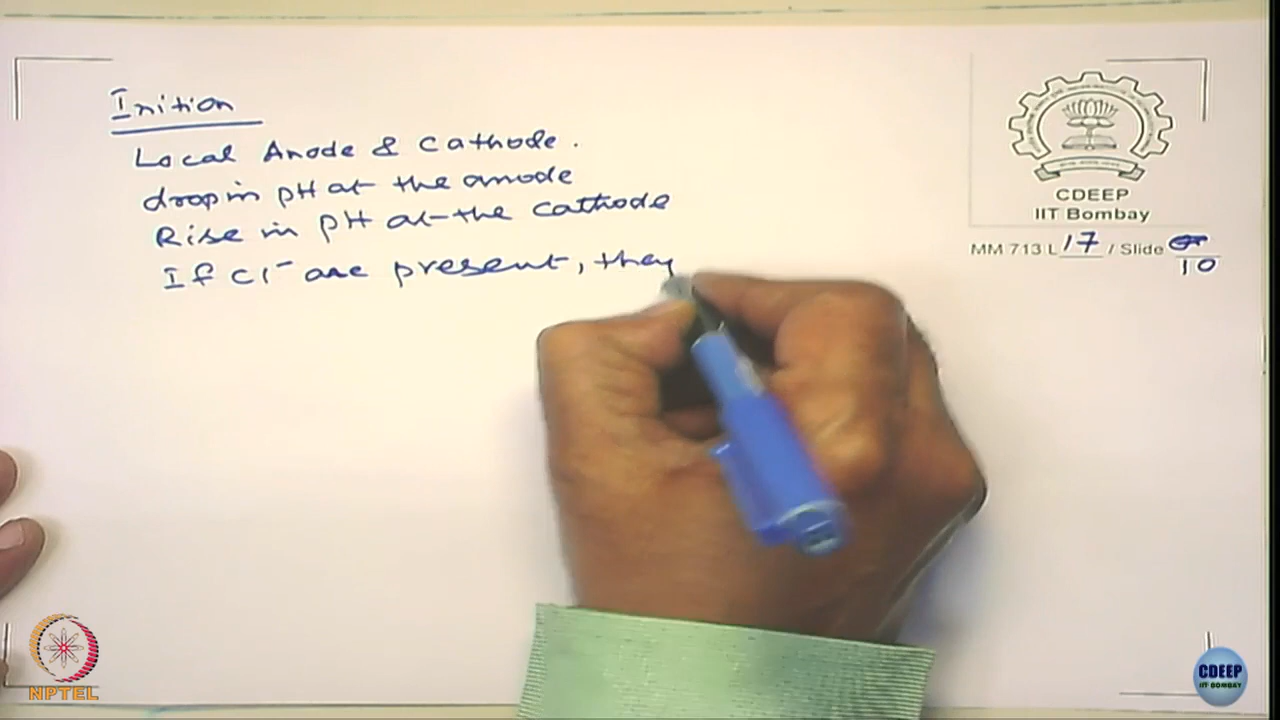 Inition
Local Anode & Cathode.
drop in pH at the anode
Rise in pH at the cathode
If Cl⁻ are present, they
CDEEP
IIT Bombay
MM 713 L 17 / Slide
10
NPTEL
CDEEP
IIT BOMBAY